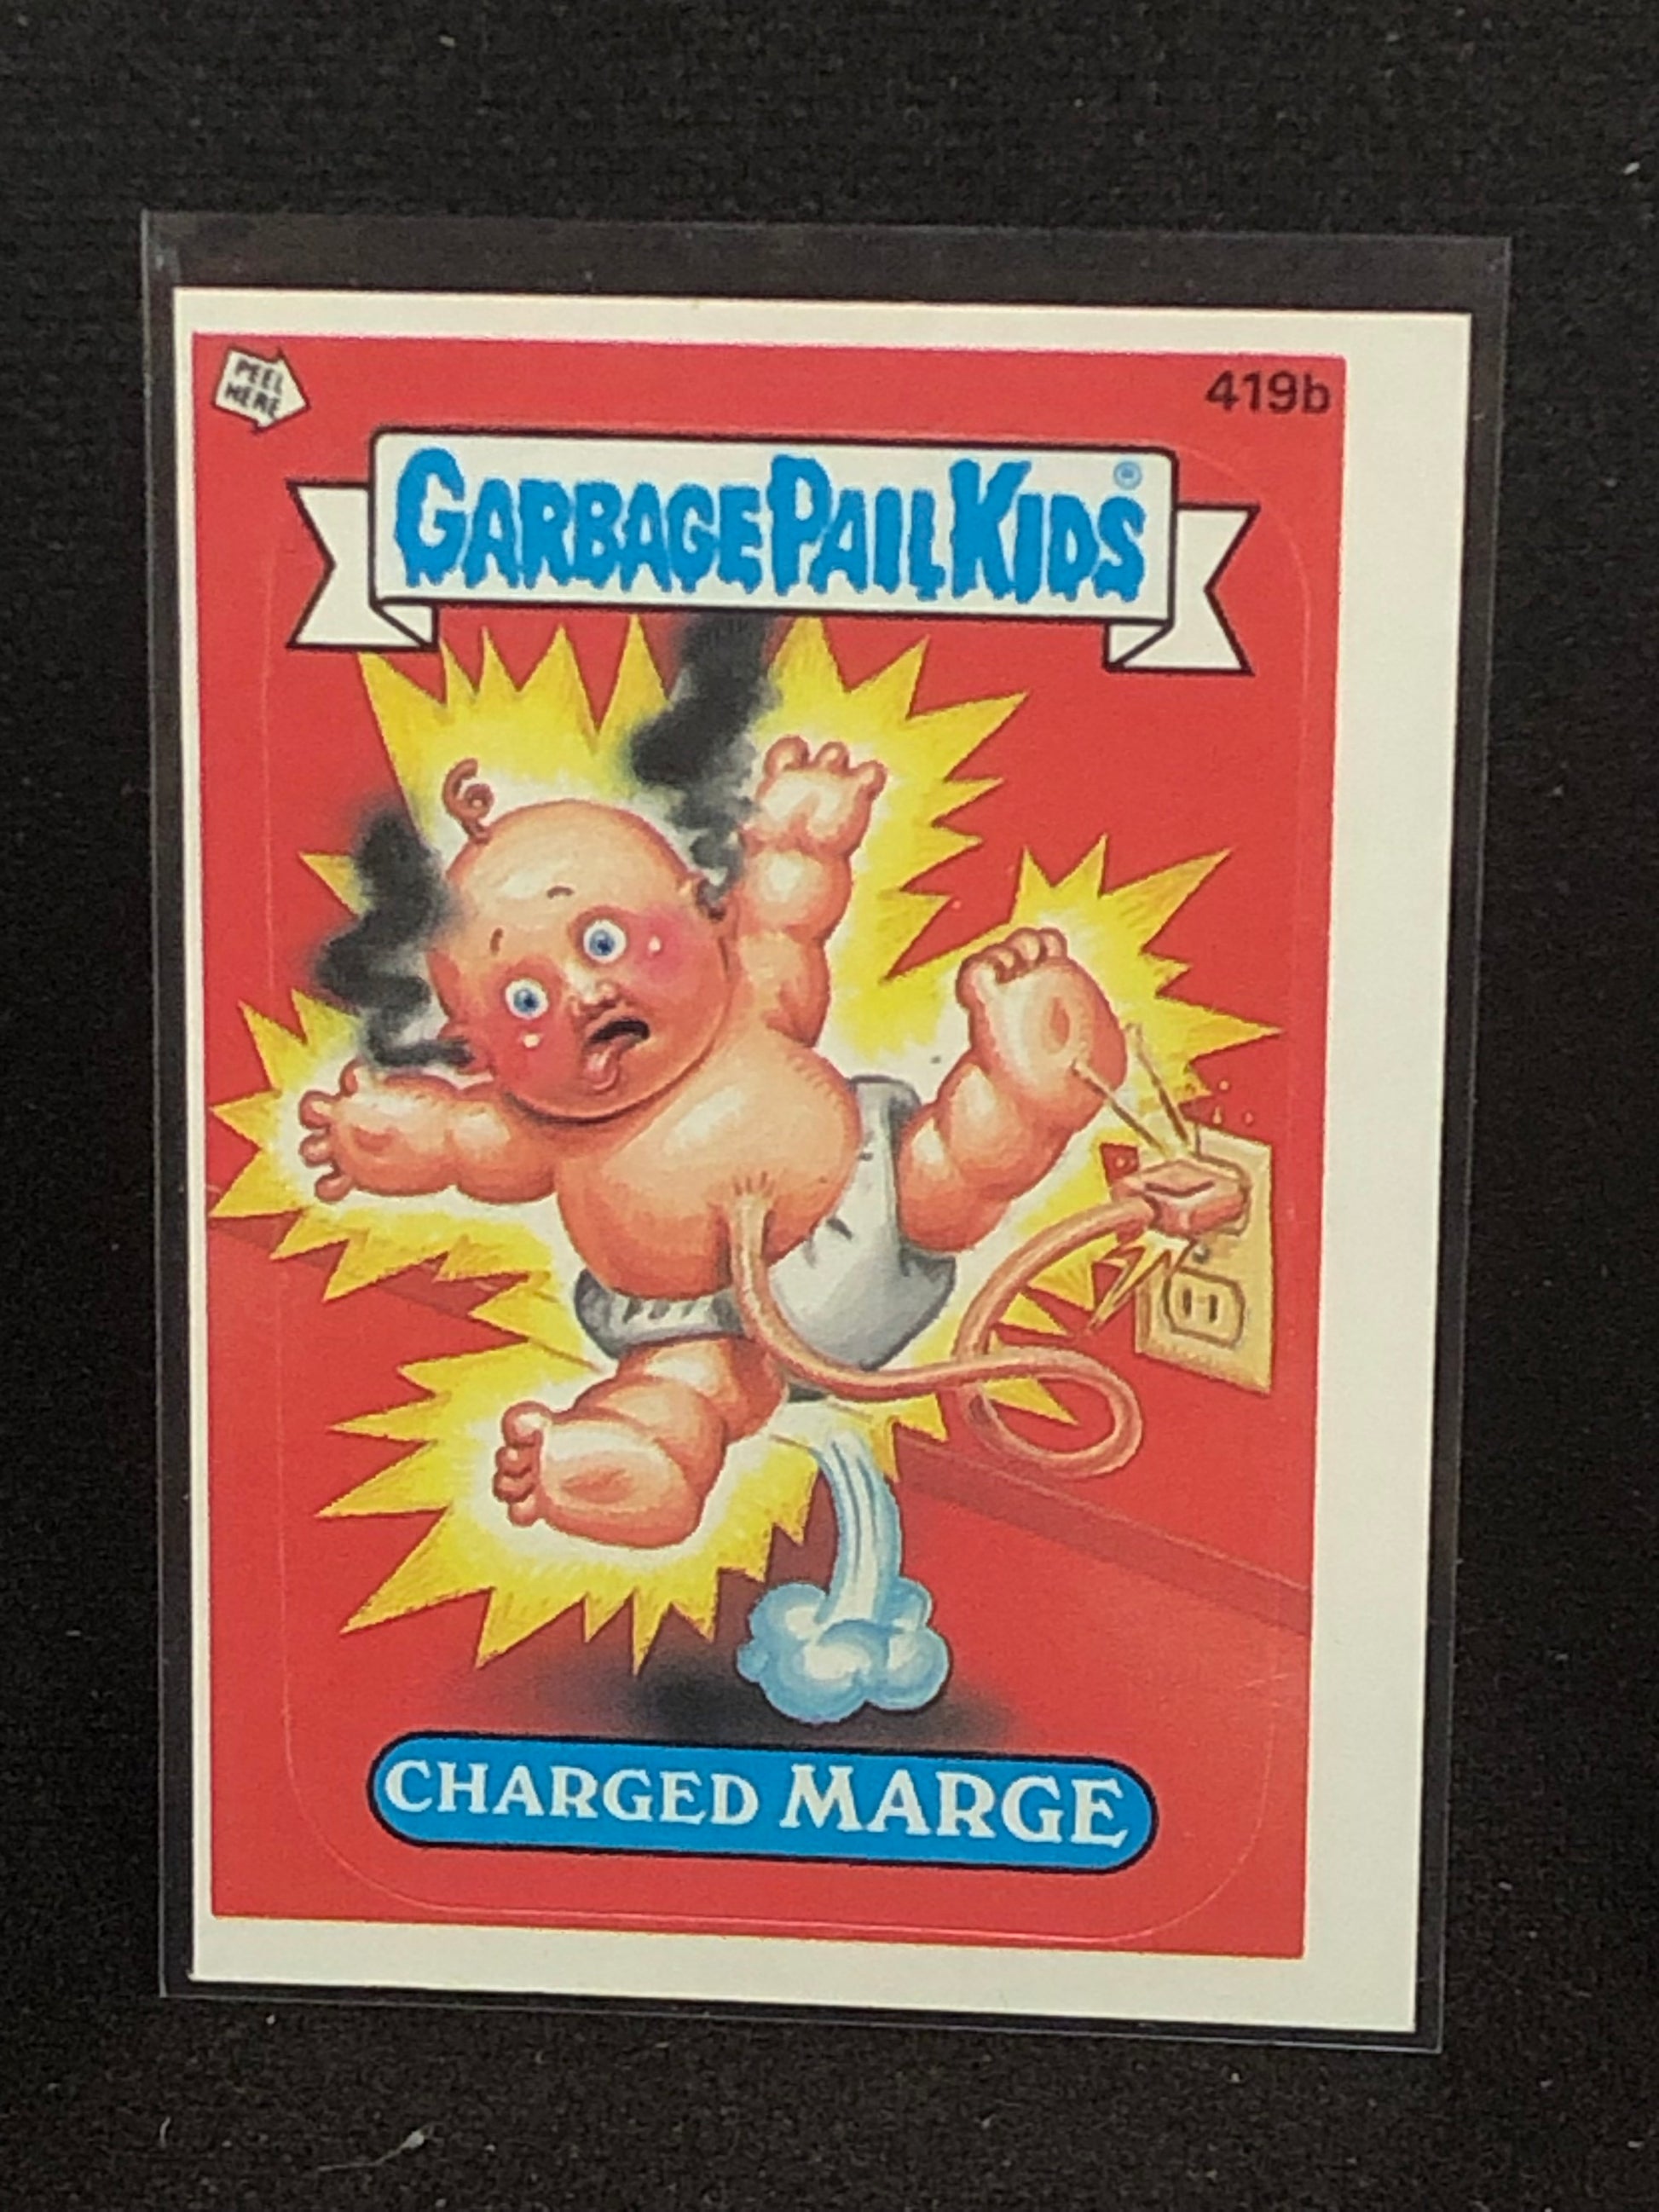 PEEL
HERE
419b
GARBAGE PAIL KIDS®
CHARGED MARGE